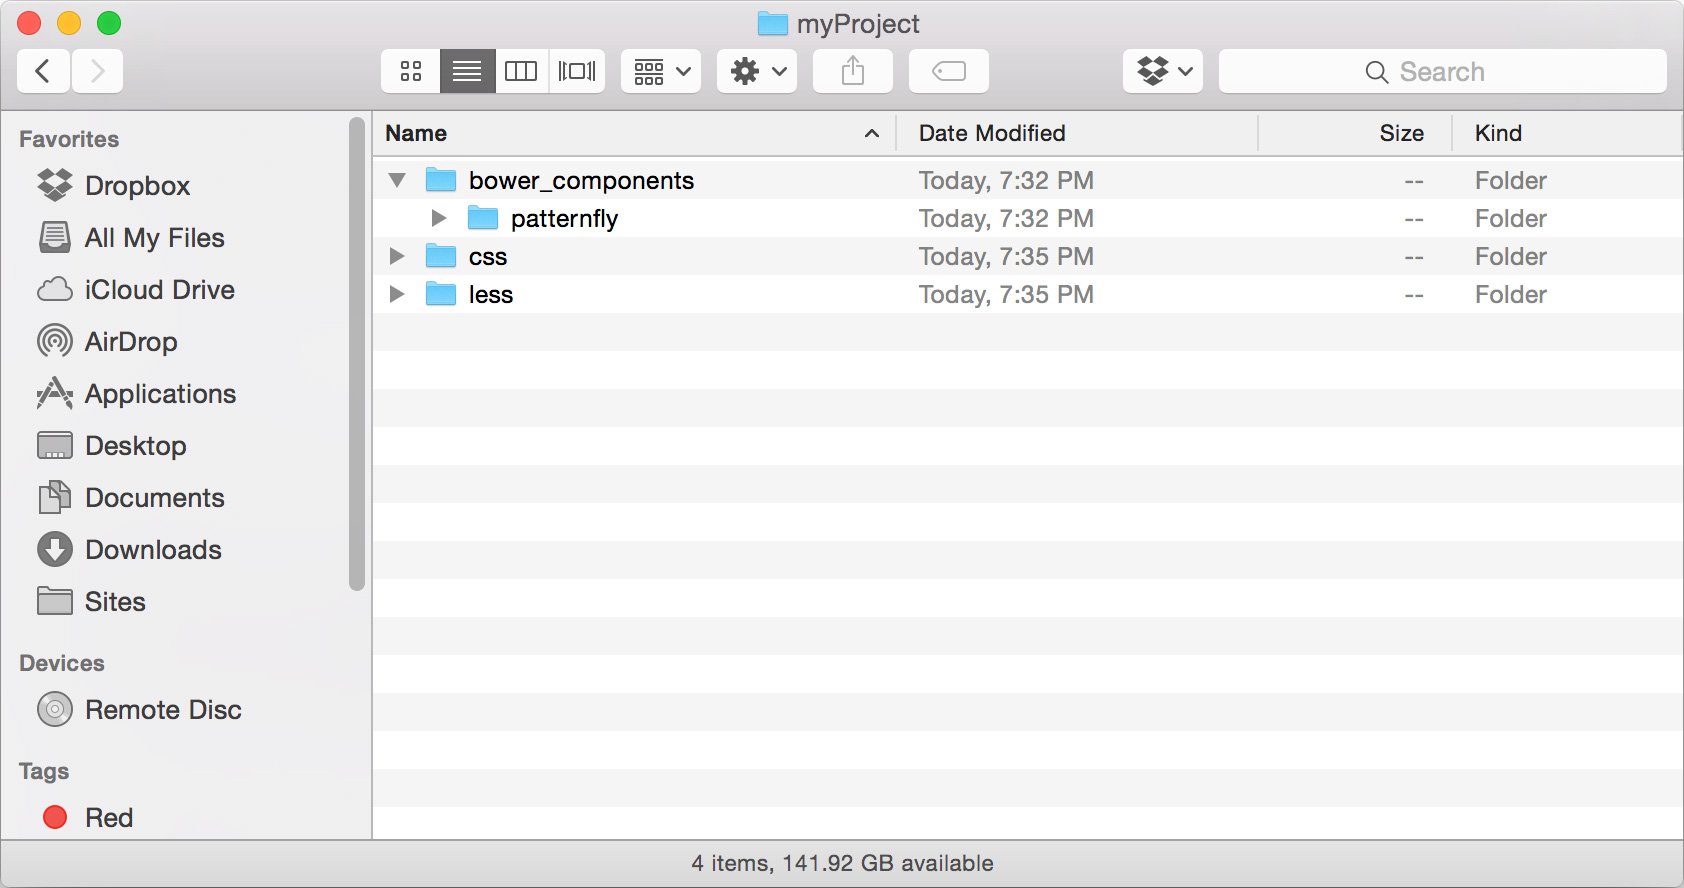 myProject
Search
Favorites
Dropbox
All My Files
iCloud Drive
AirDrop
Applications
Desktop
Documents
Downloads
Sites
Devices
Remote Disc
Tags
Red
Name Date Modified Size Kind
bower_components Today, 7:32 PM -- Folder
patternfly Today, 7:32 PM -- Folder
css Today, 7:35 PM -- Folder
less Today, 7:35 PM -- Folder
4 items, 141.92 GB available